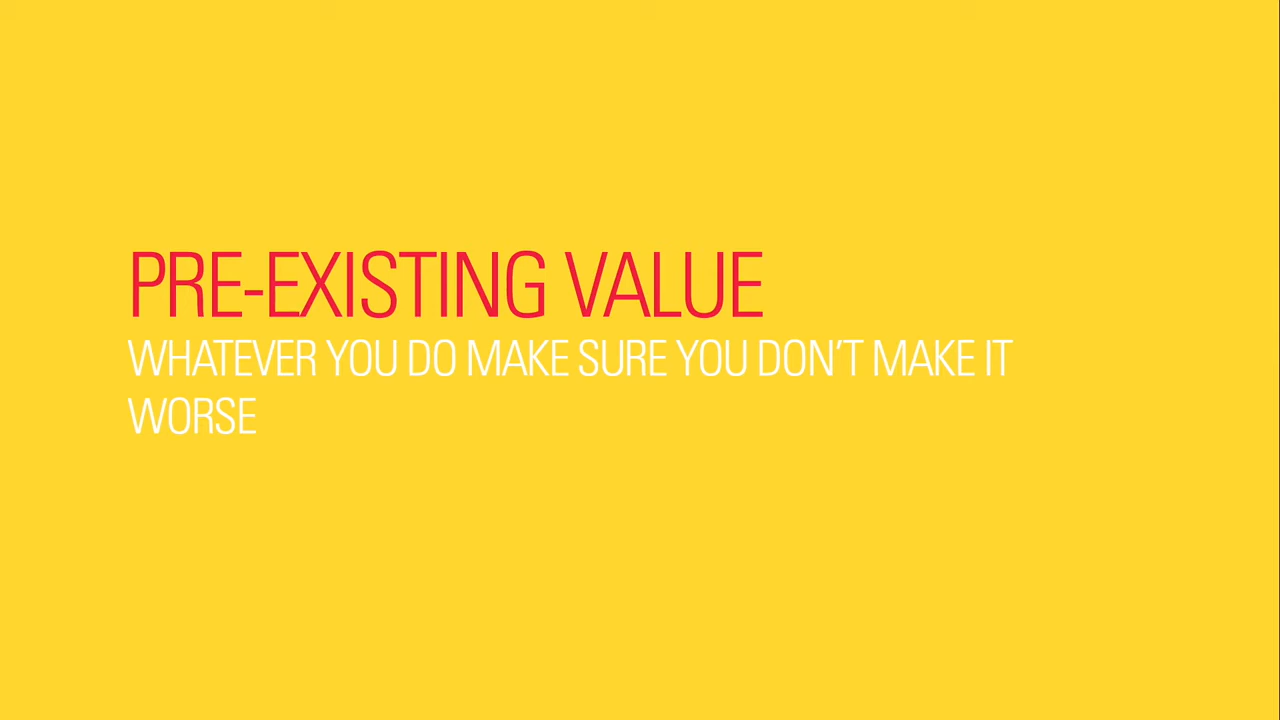 PRE-EXISTING VALUE
WHATEVER YOU DO MAKE SURE YOU DON’T MAKE IT
WORSE